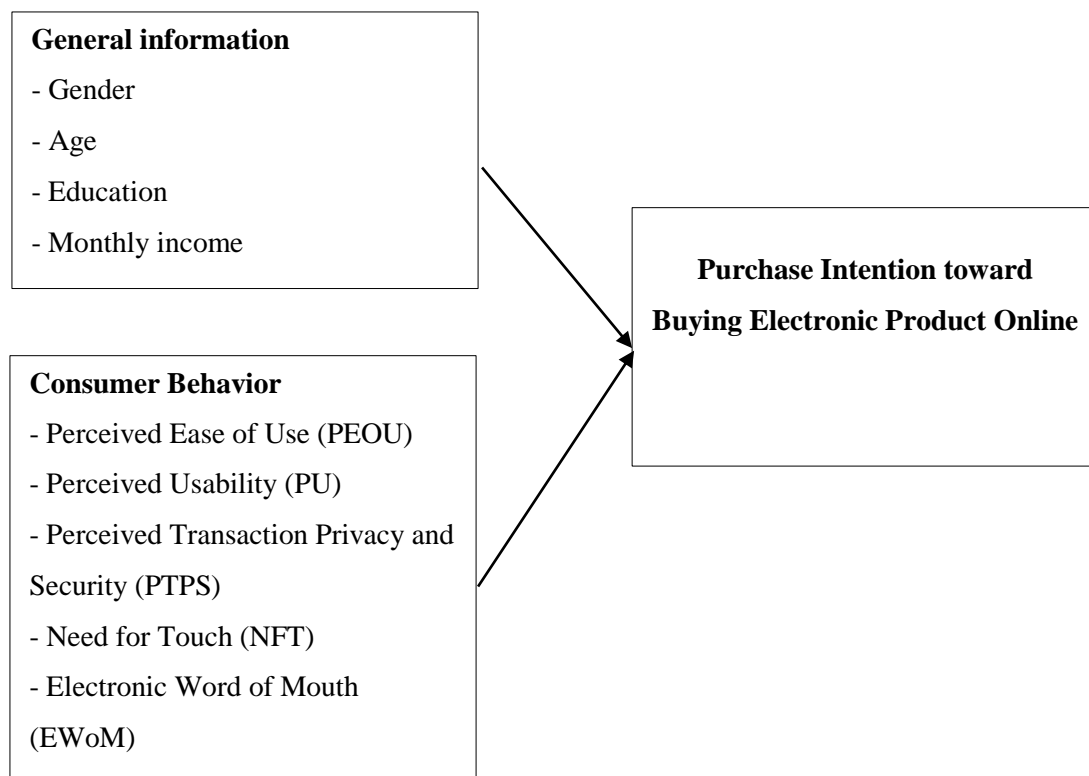 General information
- Gender
- Age
- Education
- Monthly income
Purchase Intention toward
Buying Electronic Product Online
Consumer Behavior
- Perceived Ease of Use (PEOU)
- Perceived Usability (PU)
- Perceived Transaction Privacy and
Security (PTPS)
- Need for Touch (NFT)
- Electronic Word of Mouth
(EWoM)